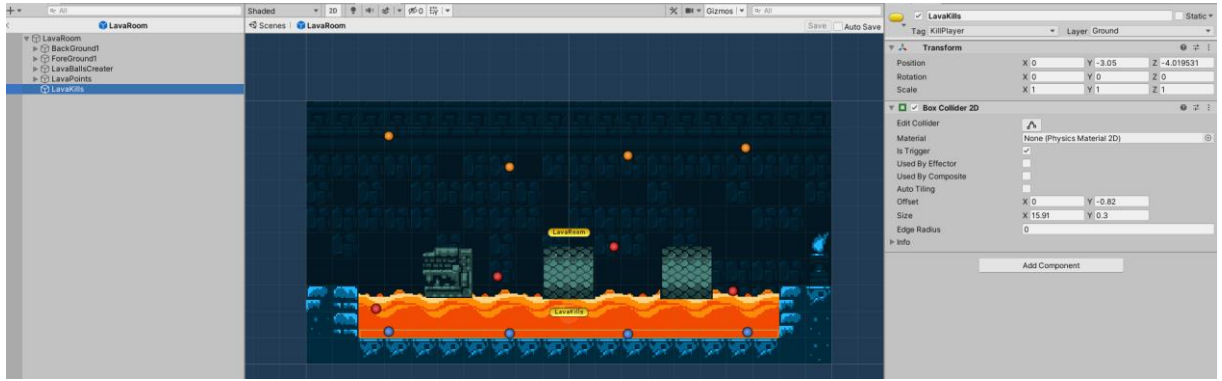 All
LavaRoom
LavaRoom
BackGround1
ForeGround1
LavaBallsCreater
LavaPoints
LavaKills
Shaded
2D
0
Gizmos
All
Scenes
LavaRoom
Save
Auto Save
LavaRoom
LavaKills
LavaKills
Static
Tag KillPlayer Layer Ground
Transform
Position X 0 Y -3.05 Z -4.019531
Rotation X 0 Y 0 Z 0
Scale X 1 Y 1 Z 1
Box Collider 2D
Edit Collider
Material None (Physics Material 2D)
Is Trigger
Used By Effector
Used By Composite
Auto Tiling
Offset X 0 Y -0.82
Size X 15.91 Y 0.3
Edge Radius 0
Info
Add Component